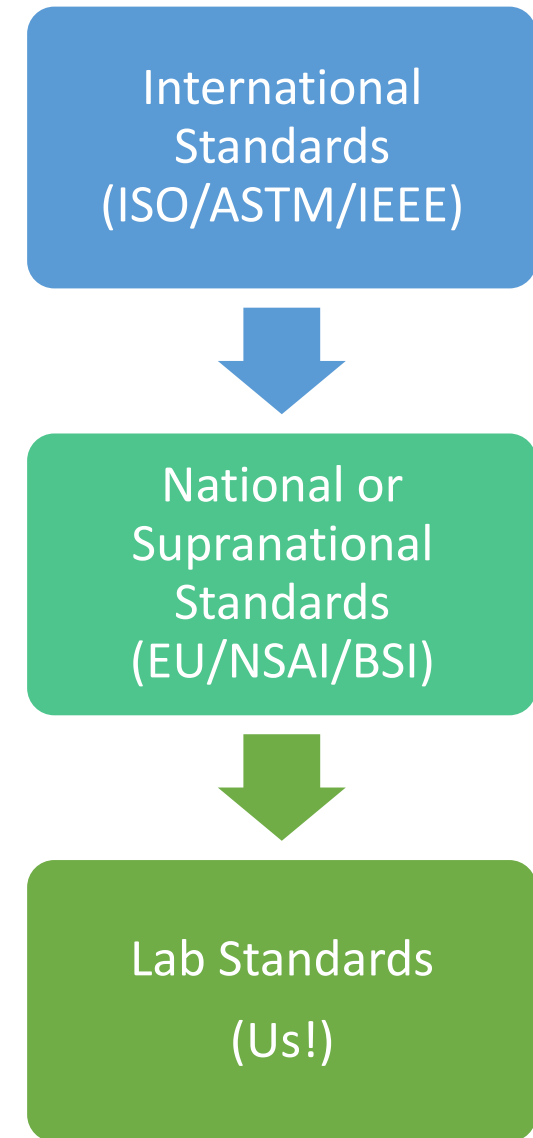 International
Standards
(ISO/ASTM/IEEE)
National or
Supranational
Standards
(EU/NSAI/BSI)
Lab Standards
(Us!)